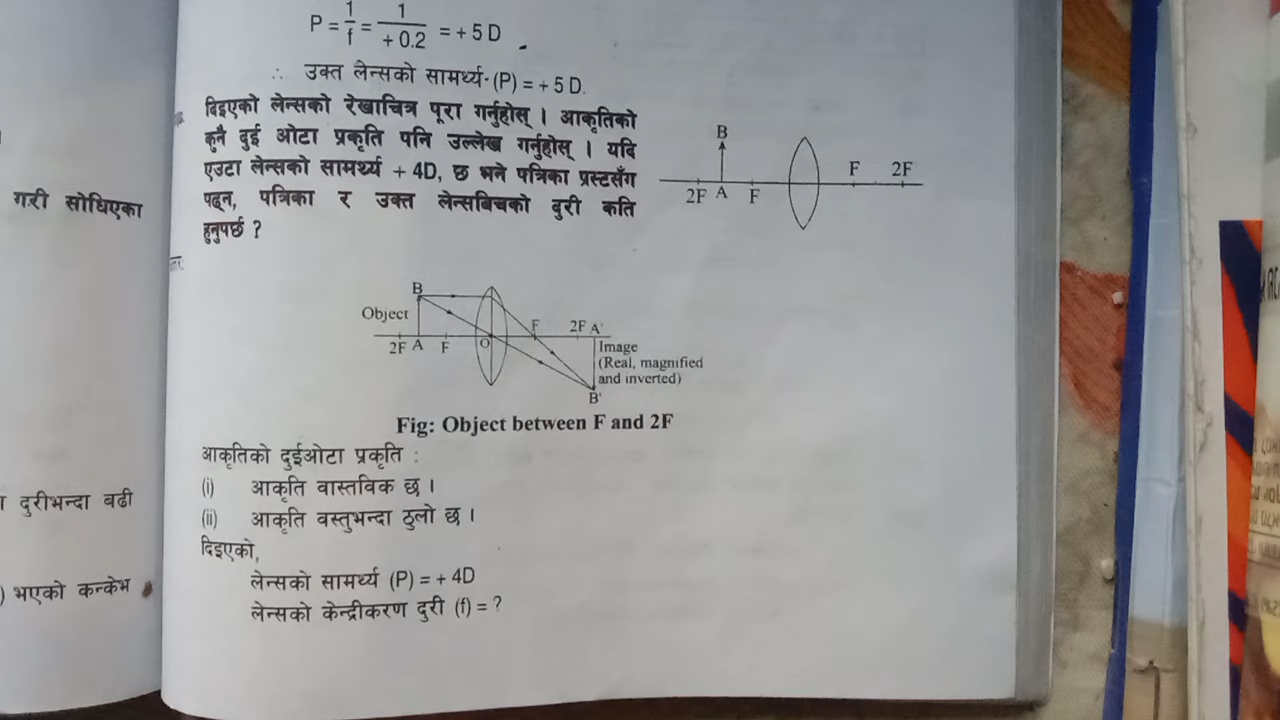 P = 1/f = 1/+ 0.2 = + 5 D
∴ उक्त लेन्सको सामर्थ्य (P) = + 5 D.
दिइएको लेन्सको रेखाचित्र पूरा गर्नुहोस् । आकृतिको
कुनै दुई ओटा प्रकृति पनि उल्लेख गर्नुहोस् । यदि
एउटा लेन्सको सामर्थ्य + 4D, छ भने पत्रिका प्रस्टसँग
पढ्न, पत्रिका र उक्त लेन्सबिचको दुरी कति
हुनुपर्छ ?
B
F 2F
2F A F
B
Object
F 2F A'
2F A F O
Image
(Real, magnified
and inverted)
B'
Fig: Object between F and 2F
आकृतिको दुईओटा प्रकृति :
(i) आकृति वास्तविक छ ।
(ii) आकृति वस्तुभन्दा ठुलो छ ।
दिइएको,
लेन्सको सामर्थ्य (P) = + 4D
लेन्सको केन्द्रीकरण दुरी (f) = ?
गरी सोधिएका
दुरीभन्दा बढी
) भएको कन्केभ